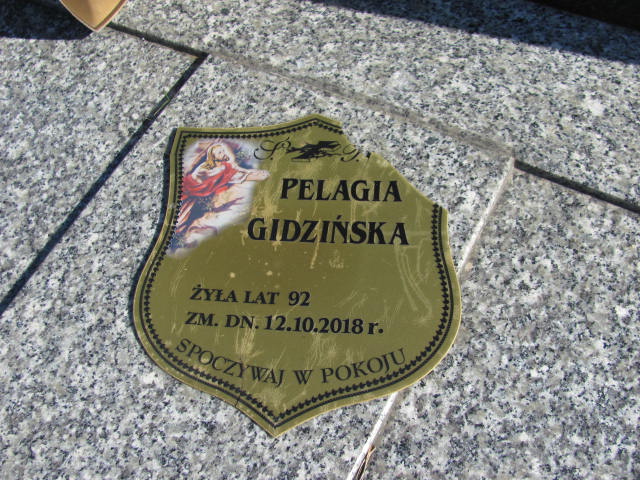 Ś. P.
PELAGIA
GIDZIŃSKA
ŻYŁA LAT 92
ZM. DN. 12.10.2018 r.
SPOCZYWAJ W POKOJU